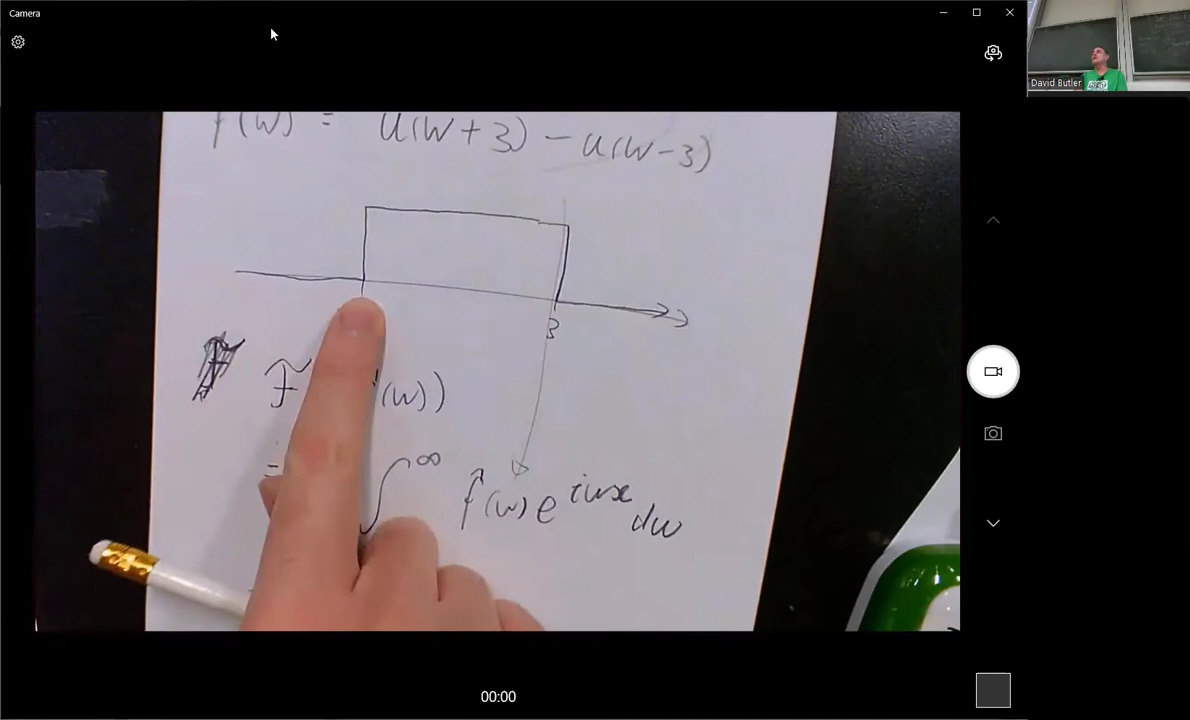 Camera
David Butler
f(w) = u(w+3) - u(w-3)
3
F (w))
= ∫ ∞ f̂(w) e^{iwx} dw
00:00